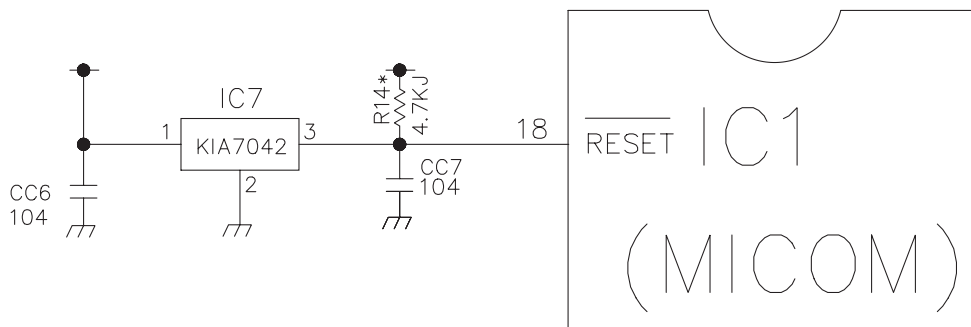 IC7
1
KIA7042
3
2
CC6
104
R14*
4.7KJ
CC7
104
18
RESET
IC1
(MICOM)